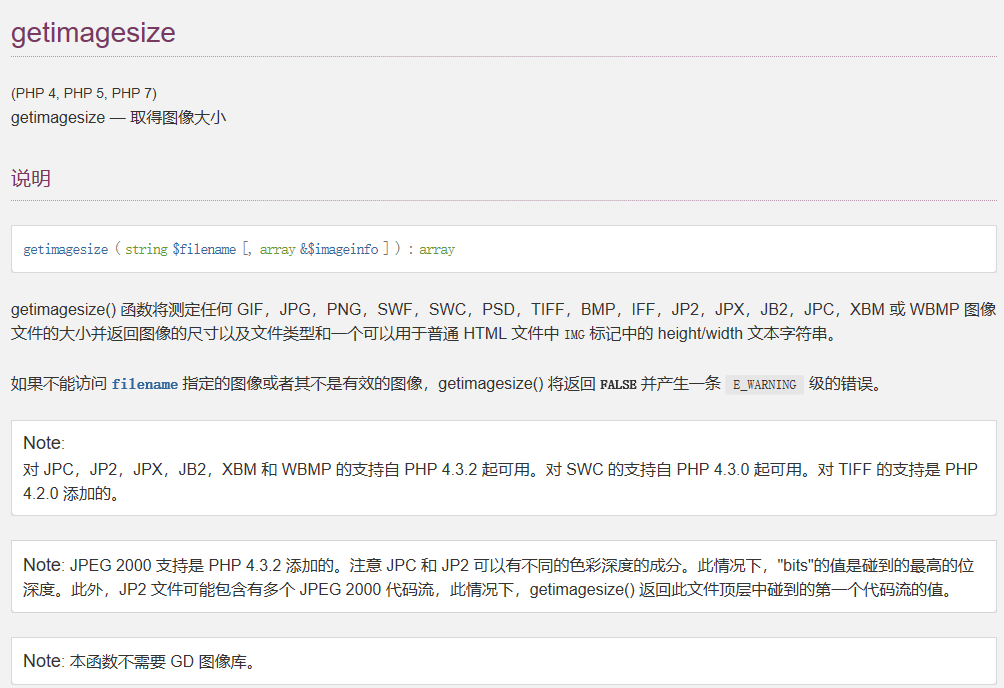 getimagesize
(PHP 4, PHP 5, PHP 7)
getimagesize — 取得图像大小
说明
getimagesize ( string $filename [, array &$imageinfo ] ) : array
getimagesize() 函数将测定任何 GIF，JPG，PNG，SWF，SWC，PSD，TIFF，BMP，IFF，JP2，JPX，JB2，JPC，XBM 或 WBMP 图像
文件的大小并返回图像的尺寸以及文件类型和一个可以用于普通 HTML 文件中 IMG 标记中的 height/width 文本字符串。
如果不能访问 filename 指定的图像或者其不是有效的图像，getimagesize() 将返回 FALSE 并产生一条 E_WARNING 级的错误。
Note:
对 JPC，JP2，JPX，JB2，XBM 和 WBMP 的支持自 PHP 4.3.2 起可用。对 SWC 的支持自 PHP 4.3.0 起可用。对 TIFF 的支持是 PHP
4.2.0 添加的。
Note: JPEG 2000 支持是 PHP 4.3.2 添加的。注意 JPC 和 JP2 可以有不同的色彩深度的成分。此情况下，"bits"的值是碰到的最高的位
深度。此外，JP2 文件可能包含有多个 JPEG 2000 代码流，此情况下，getimagesize() 返回此文件顶层中碰到的第一个代码流的值。
Note: 本函数不需要 GD 图像库。